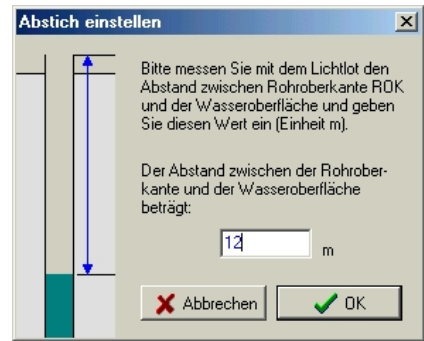 Abstich einstellen
Bitte messen Sie mit dem Lichtlot den
Abstand zwischen Rohroberkante ROK
und der Wasseroberfläche und geben
Sie diesen Wert ein (Einheit m).
Der Abstand zwischen der Rohrober-
kante und der Wasseroberfläche
beträgt:
12 m
Abbrechen OK